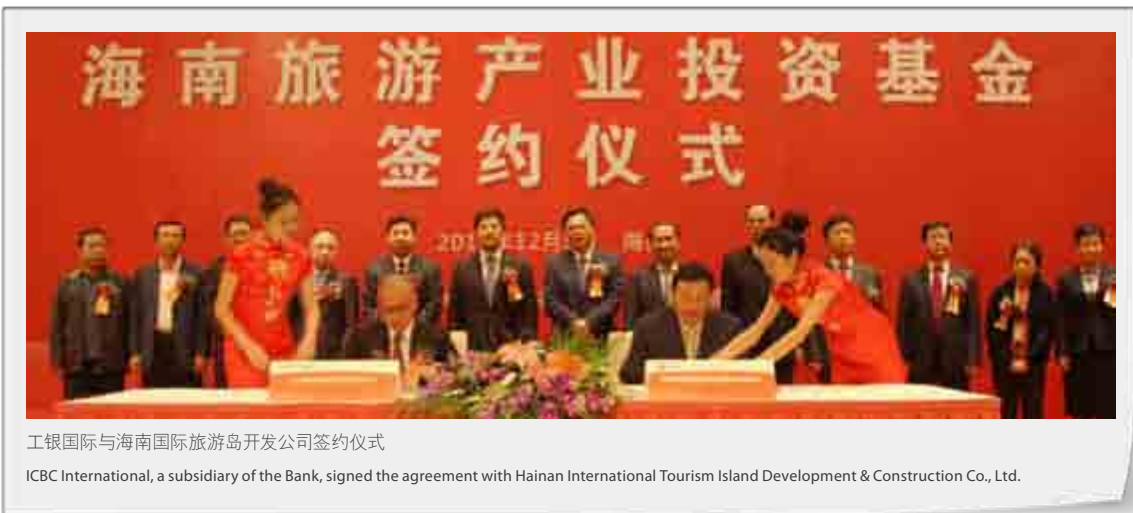 海南旅游产业投资基金
签约仪式
工银国际与海南国际旅游岛开发公司签约仪式
ICBC International, a subsidiary of the Bank, signed the agreement with Hainan International Tourism Island Development & Construction Co., Ltd.